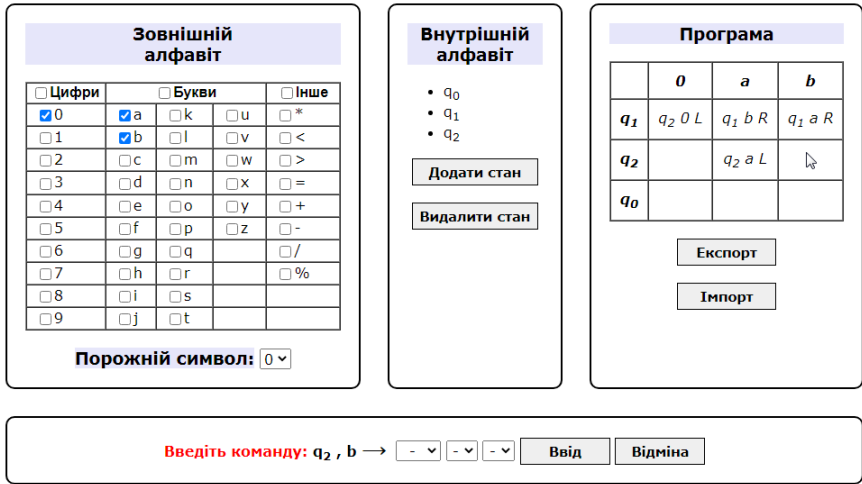 Зовнішній
алфавіт
Цифри Букви Інше
0 a k u *
1 b l v <
2 c m w >
3 d n x =
4 e o y +
5 f p z -
6 g q /
7 h r %
8 i s
9 j t
Порожній символ: 0
Внутрішній
алфавіт
q0
q1
q2
Додати стан
Видалити стан
Програма
0 a b
q1 q2 0 L q1 b R q1 a R
q2 q2 a L
q0
Експорт
Імпорт
Введіть команду: q2 , b ⟶ - - - Ввід Відміна